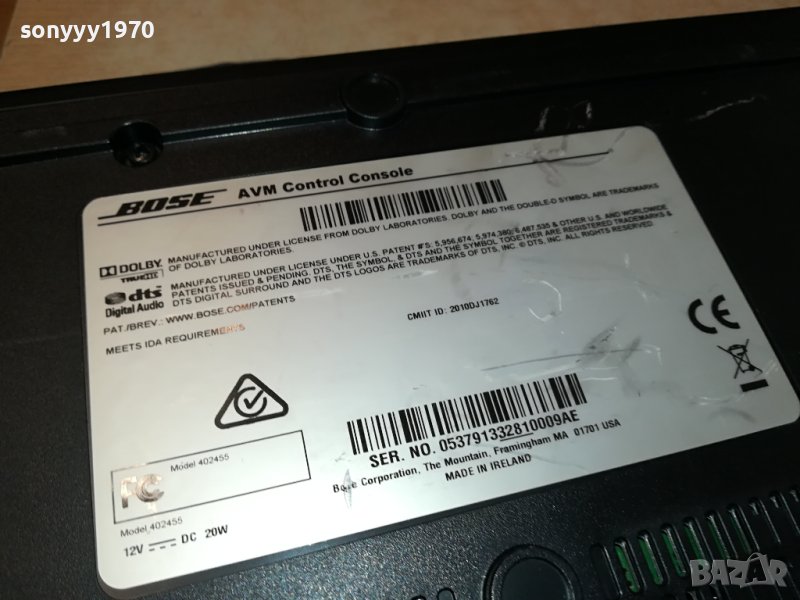 sonyyy1970
BOSE AVM Control Console
DOLBY
TRUEHD
MANUFACTURED UNDER LICENSE FROM DOLBY LABORATORIES. DOLBY AND THE DOUBLE-D SYMBOL ARE TRADEMARKS
OF DOLBY LABORATORIES.
dts
Digital Audio
MANUFACTURED UNDER LICENSE UNDER U.S. PATENT #'S: 5,956,674; 5,974,380; 6,487,535 & OTHER U.S. AND WORLDWIDE
PATENTS ISSUED & PENDING. DTS, THE SYMBOL, & DTS AND THE SYMBOL TOGETHER ARE REGISTERED TRADEMARKS &
DTS DIGITAL SURROUND AND THE DTS LOGOS ARE TRADEMARKS OF DTS, INC © DTS, INC. ALL RIGHTS RESERVED.
PAT./BREV.: WWW.BOSE.COM/PATENTS
CMIIT ID: 2010DJ1762
MEETS IDA REQUIREMENTS
CE
SER. NO. 053791332810009AE
Bose Corporation, The Mountain, Framingham MA 01701 USA
MADE IN IRELAND
Model 402455
FC
Model 402455
12V DC 20W
BAZAR